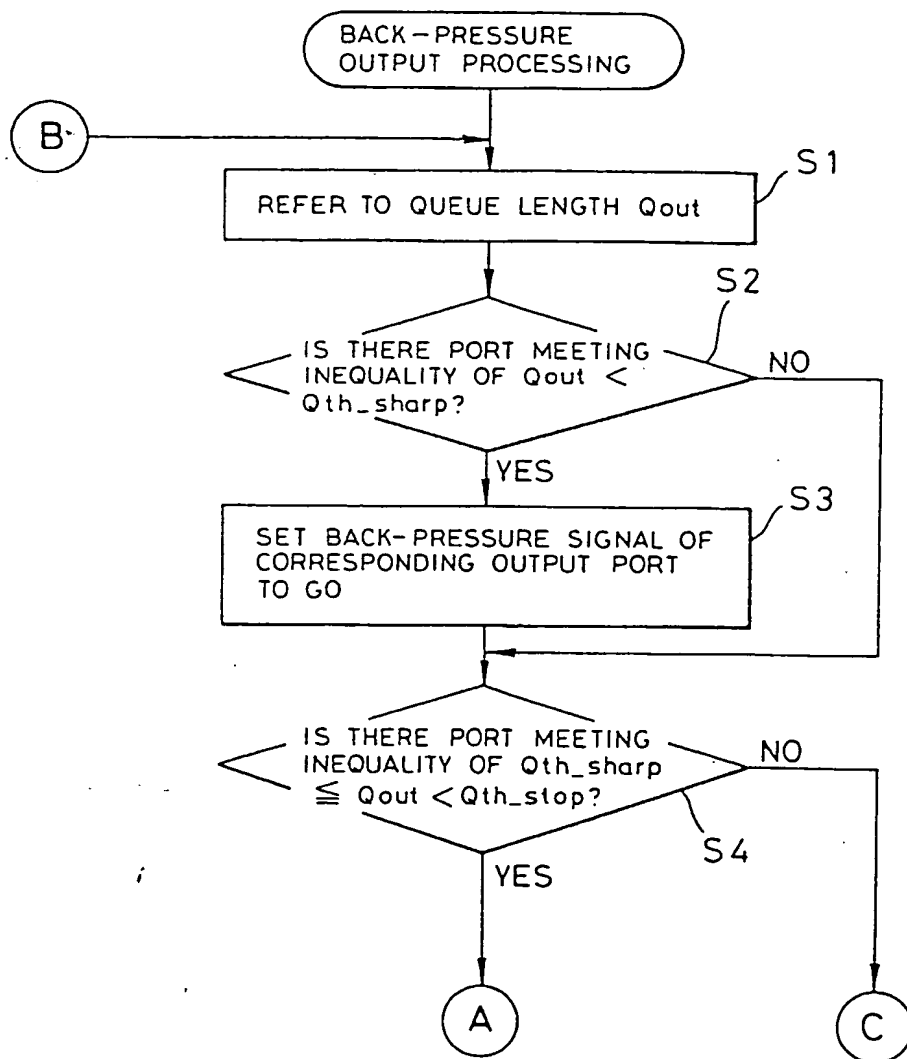 BACK-PRESSURE
OUTPUT PROCESSING
B
S1
REFER TO QUEUE LENGTH Qout
S2
IS THERE PORT MEETING
INEQUALITY OF Qout <
Qth_sharp?
NO
YES
S3
SET BACK-PRESSURE SIGNAL OF
CORRESPONDING OUTPUT PORT
TO GO
IS THERE PORT MEETING
INEQUALITY OF Qth_sharp
≦ Qout < Qth_stop?
NO
S4
YES
A
C